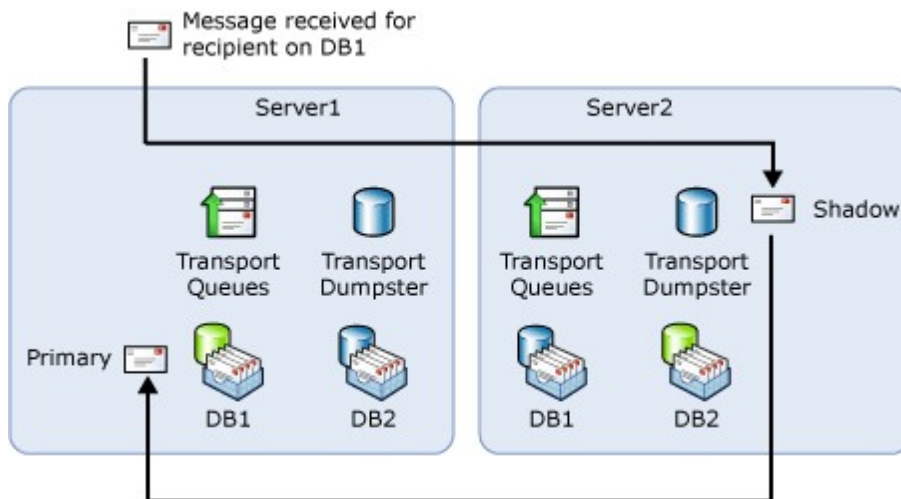 Message received for
recipient on DB1
Server1
Server2
Shadow
Transport
Queues
Transport
Dumpster
Transport
Queues
Transport
Dumpster
Primary
DB1
DB2
DB1
DB2